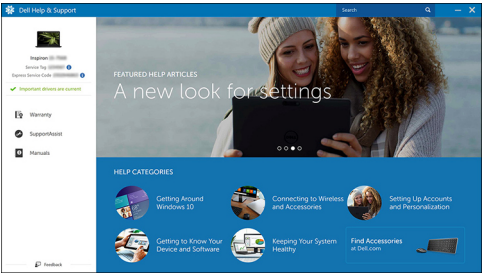 Dell Help & Support
Search
Inspiron
Service Tag
Express Service Code
Important drivers are current
Warranty
SupportAssist
Manuals
Feedback
FEATURED HELP ARTICLES
A new look for settings
HELP CATEGORIES
Getting Around
Windows 10
Connecting to Wireless
and Accessories
Setting Up Accounts
and Personalization
Getting to Know Your
Device and Software
Keeping Your System
Healthy
Find Accessories
at Dell.com